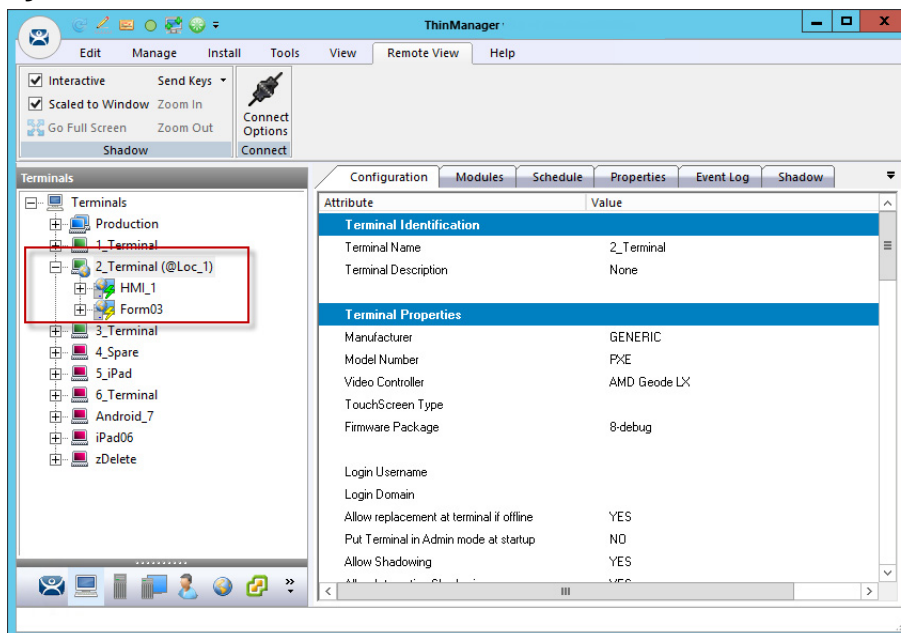 ThinManager
Edit Manage Install Tools View Remote View Help
Interactive Send Keys
Scaled to Window Zoom In
Go Full Screen Zoom Out
Connect Options
Shadow Connect
Terminals
Terminals
Production
1_Terminal
2_Terminal (@Loc_1)
HMI_1
Form03
3_Terminal
4_Spare
5_iPad
6_Terminal
Android_7
iPad06
zDelete
Configuration Modules Schedule Properties Event Log Shadow
Attribute Value
Terminal Identification
Terminal Name 2_Terminal
Terminal Description None
Terminal Properties
Manufacturer GENERIC
Model Number PXE
Video Controller AMD Geode LX
TouchScreen Type
Firmware Package 8-debug
Login Username
Login Domain
Allow replacement at terminal if offline YES
Put Terminal in Admin mode at startup NO
Allow Shadowing YES